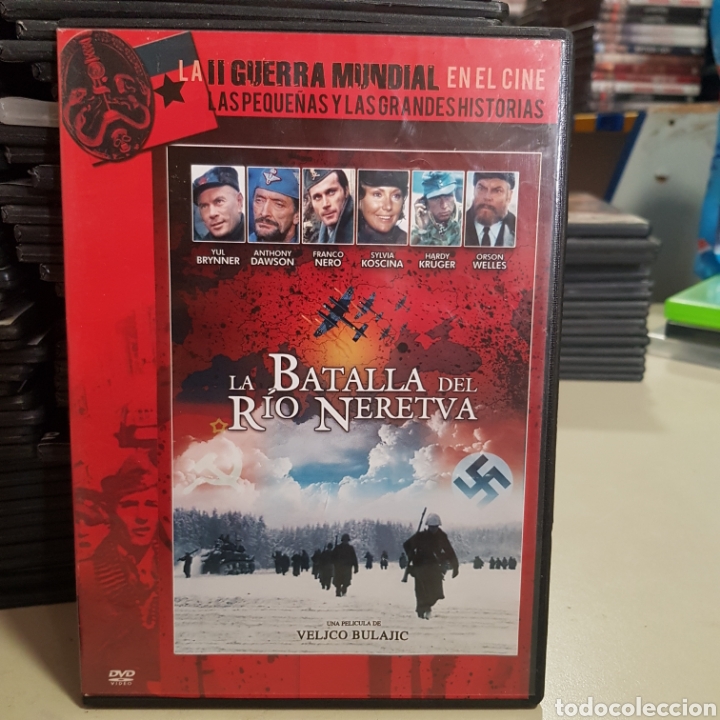 LA II GUERRA MUNDIAL EN EL CINE
LAS PEQUEÑAS Y LAS GRANDES HISTORIAS
YUL BRYNNER
ANTHONY DAWSON
FRANCO NERO
SYLVIA KOSCINA
HARDY KRUGER
ORSON WELLES
LA BATALLA DEL
RÍO NERETVA
UNA PELICULA DE
VELJCO BULAJIC
DVD
VIDEO
todocoleccion